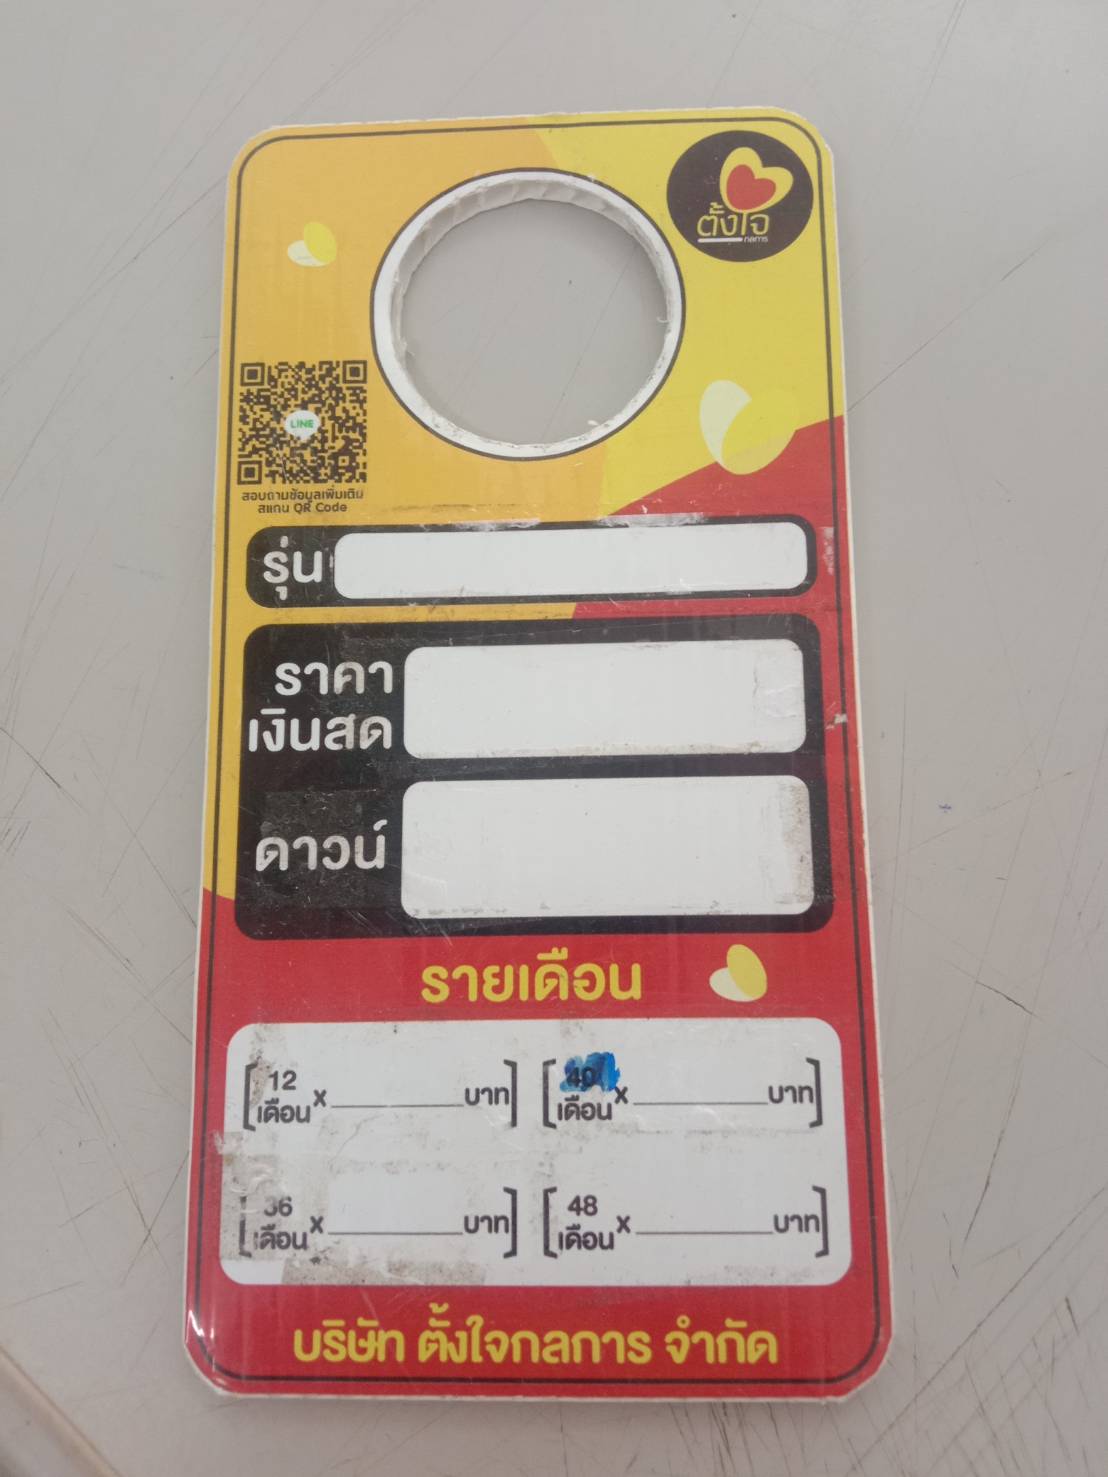 ตั้งใจ
กลการ
LINE
สอบถามข้อมูลเพิ่มเติม
สแกน QR Code
รุ่น
ราคา
เงินสด
ดาวน์
รายเดือน
[12 เดือน x ________ บาท] [40 เดือน x ________ บาท]
[36 เดือน x ________ บาท] [48 เดือน x ________ บาท]
บริษัท ตั้งใจกลการ จำกัด